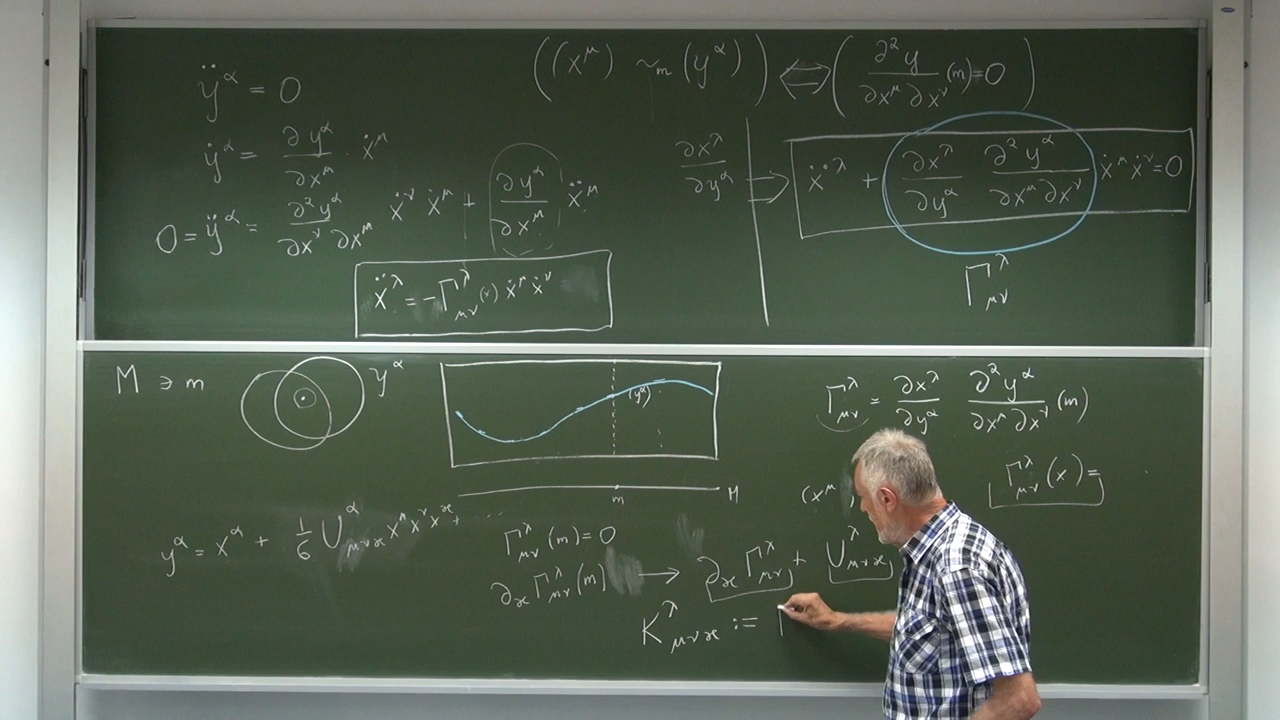 ÿ^α = 0
((x^μ) ~_m (y^α)) ⟺ (∂²y / ∂x^μ ∂x^ν (m) = 0)
ẏ^α = ∂y^α / ∂x^μ · ẋ^μ
0 = ÿ^α = ∂²y^α / ∂x^ν ∂x^μ ẋ^ν ẋ^μ + ∂y^α / ∂x^μ ẍ^μ
∂x^λ / ∂y^α
ẍ^λ + ∂x^λ / ∂y^α ∂²y^α / ∂x^μ ∂x^ν ẋ^μ ẋ^ν = 0
Γ^λ_μν
ẍ^λ = -Γ^λ_μν (x) ẋ^μ ẋ^ν
M ∋ m
y^α
(y^α)
m
M
Γ^λ_μν = ∂x^λ / ∂y^α ∂²y^α / ∂x^μ ∂x^ν (m)
Γ^λ_μν (x) =
(x^μ
y^α = x^α + 1/6 U^α_μνϰ x^μ x^ν x^ϰ + ...
Γ^λ_μν (m) = 0
∂_ϰ Γ^λ_μν (m) → ∂_ϰ Γ^λ_μν + U^λ_μνϰ
K^λ_μνϰ :=